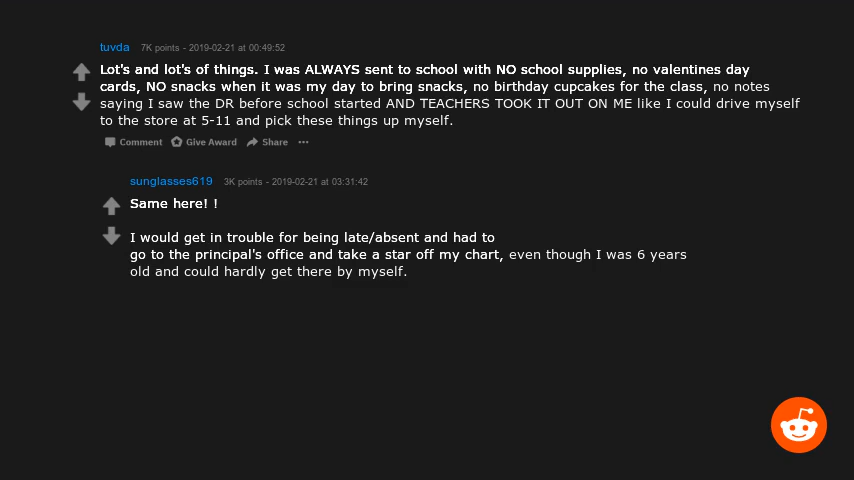 tuvda 7K points - 2019-02-21 at 00:49:52
Lot's and lot's of things. I was ALWAYS sent to school with NO school supplies, no valentines day
cards, NO snacks when it was my day to bring snacks, no birthday cupcakes for the class, no notes
saying I saw the DR before school started AND TEACHERS TOOK IT OUT ON ME like I could drive myself
to the store at 5-11 and pick these things up myself.
Comment Give Award Share ...
sunglasses619 3K points - 2019-02-21 at 03:31:42
Same here! !
I would get in trouble for being late/absent and had to
go to the principal's office and take a star off my chart, even though I was 6 years
old and could hardly get there by myself.